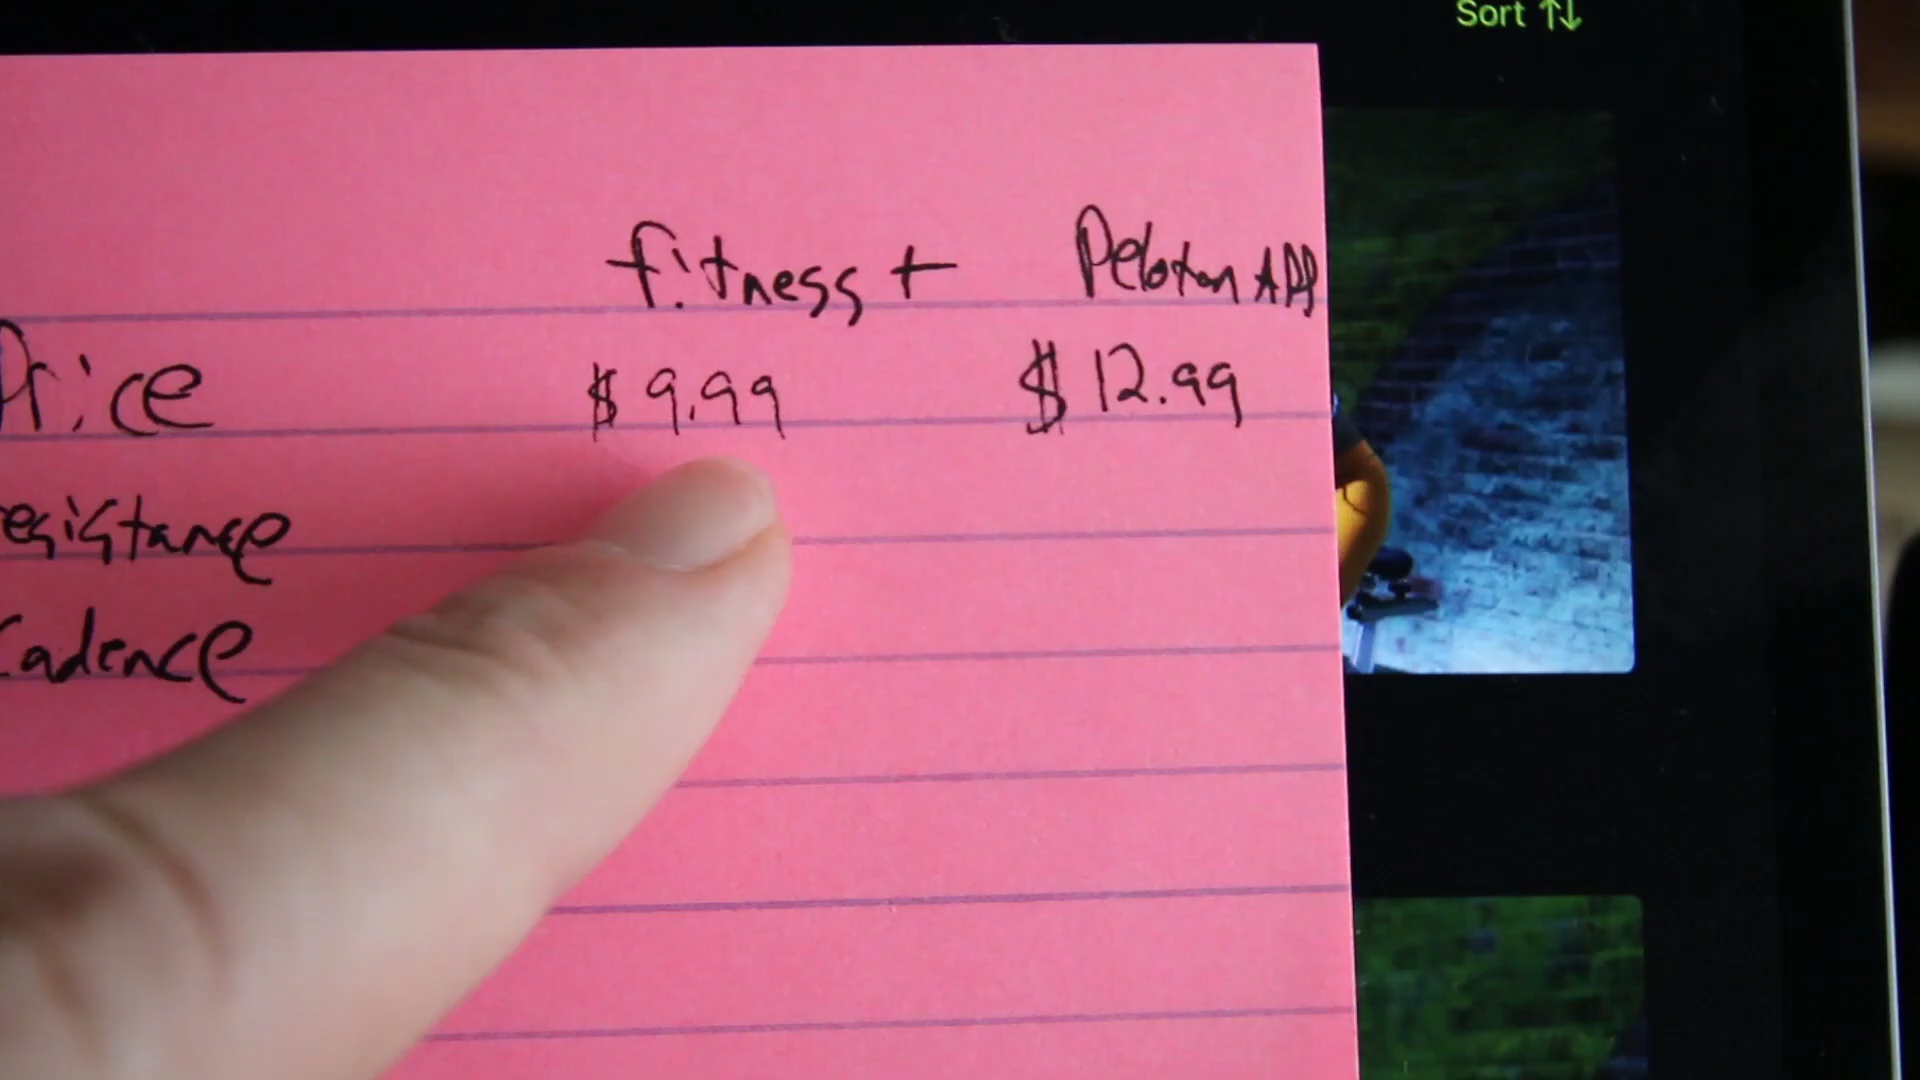 Sort ↑↓
fitness + Peloton APP
Price $9.99 $12.99
resistance
Cadence